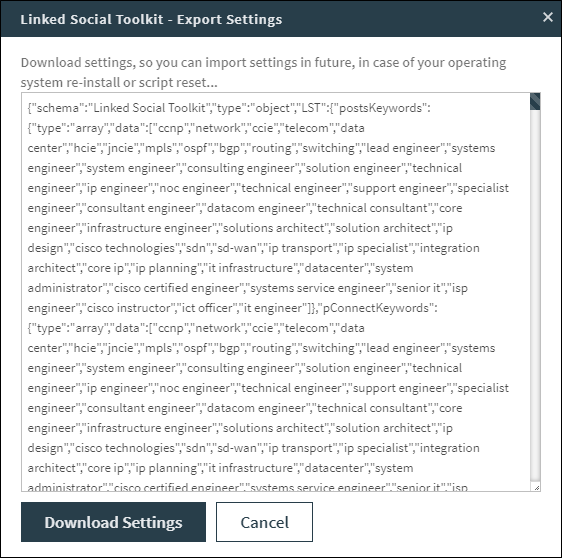 Linked Social Toolkit - Export Settings
×
Download settings, so you can import settings in future, in case of your operating
system re-install or script reset...
{"schema":"Linked Social Toolkit","type":"object","LST":{"postsKeywords":
{"type":"array","data":["ccnp","network","ccie","telecom","data
center","hcie","jncie","mpls","ospf","bgp","routing","switching","lead engineer","systems
engineer","system engineer","consulting engineer","solution engineer","technical
engineer","ip engineer","noc engineer","technical engineer","support engineer","specialist
engineer","consultant engineer","datacom engineer","technical consultant","core
engineer","infrastructure engineer","solutions architect","solution architect","ip
design","cisco technologies","sdn","sd-wan","ip transport","ip specialist","integration
architect","core ip","ip planning","it infrastructure","datacenter","system
administrator","cisco certified engineer","systems service engineer","senior it","isp
engineer","cisco instructor","ict officer","it engineer"]},"pConnectKeywords":
{"type":"array","data":["ccnp","network","ccie","telecom","data
center","hcie","jncie","mpls","ospf","bgp","routing","switching","lead engineer","systems
engineer","system engineer","consulting engineer","solution engineer","technical
engineer","ip engineer","noc engineer","technical engineer","support engineer","specialist
engineer","consultant engineer","datacom engineer","technical consultant","core
engineer","infrastructure engineer","solutions architect","solution architect","ip
design","cisco technologies","sdn","sd-wan","ip transport","ip specialist","integration
architect","core ip","ip planning","it infrastructure","datacenter","system
administrator","cisco certified engineer","systems service engineer","senior it","isp
Download Settings
Cancel